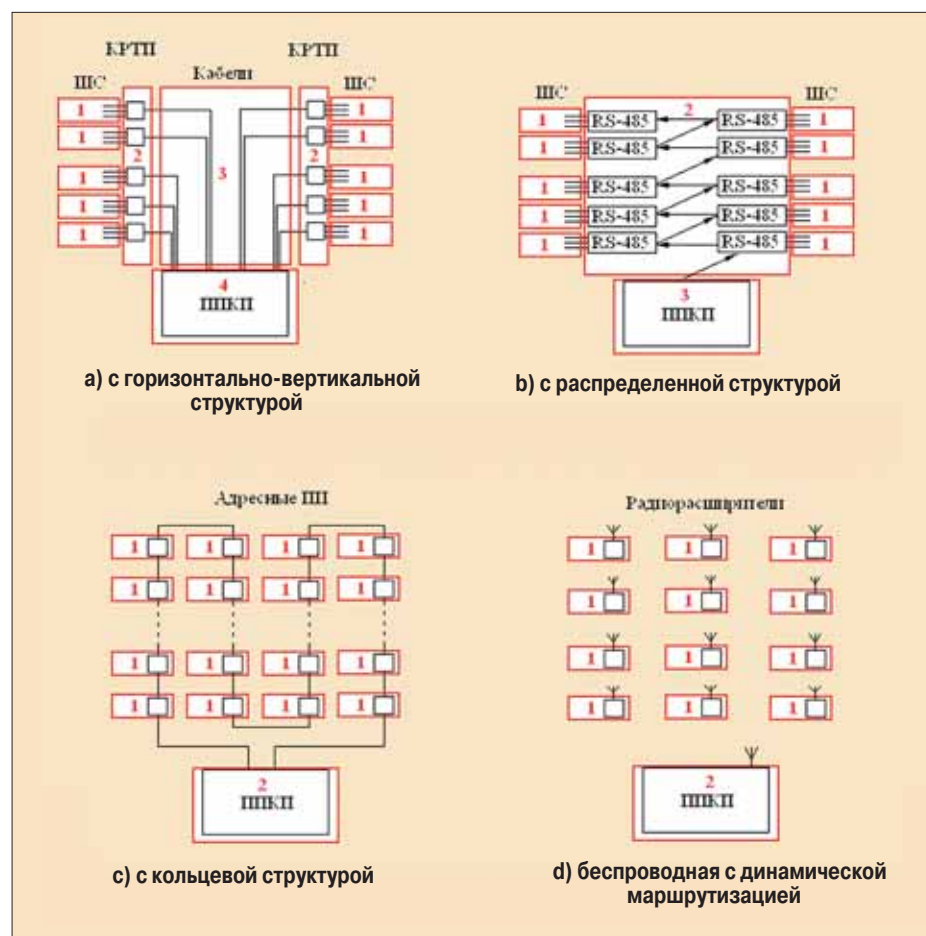 КРТП КРТП
ШС Кабели ШС
1 1
1 1
2 3 2
1 1
1 1
1 1
4
ППКП
а) с горизонтально-вертикальной
структурой
ШС ШС
1 RS-485 2 RS-485 1
1 RS-485 RS-485 1
1 RS-485 RS-485 1
1 RS-485 RS-485 1
1 RS-485 RS-485 1
3
ППКП
b) с распределенной структурой
Адресные ПИ
1 1 1 1
1 1 1 1
1 1 1 1
1 1 1 1
2
ППКП
c) с кольцевой структурой
Радиорасширители
1 1 1
1 1 1
1 1 1
1 1 1
2
ППКП
d) беспроводная с динамической
маршрутизацией